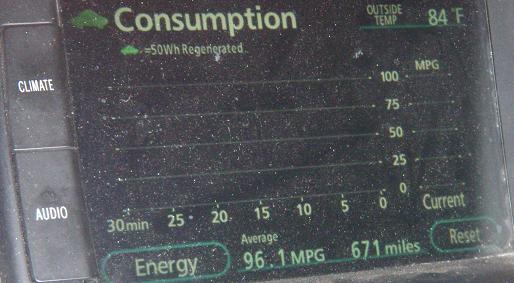 Consumption
OUTSIDE TEMP 84°F
=50Wh Regenerated
CLIMATE
MPG
100
75
50
25
0
AUDIO
30min 25 20 15 10 5 0 Current
Average
Energy 96.1 MPG 671 miles Reset